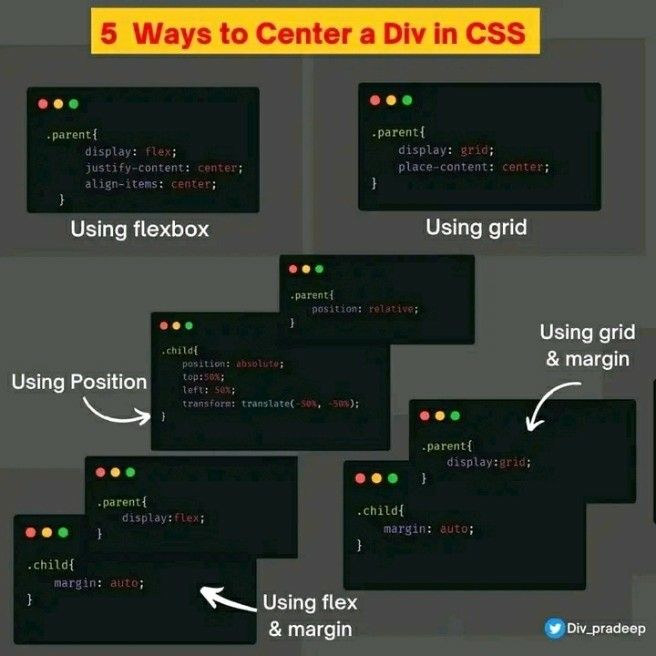 5 Ways to Center a Div in CSS
.parent{
display: flex;
justify-content: center;
align-items: center;
}
Using flexbox
.parent{
display: grid;
place-content: center;
}
Using grid
.parent{
position: relative;
}
.child{
position: absolute;
top:50%;
left: 50%;
transform: translate(-50%, -50%);
}
Using Position
Using grid
& margin
.parent{
display:grid;
}
.child{
margin: auto;
}
.parent{
display:flex;
}
.child{
margin: auto;
}
Using flex
& margin
Div_pradeep